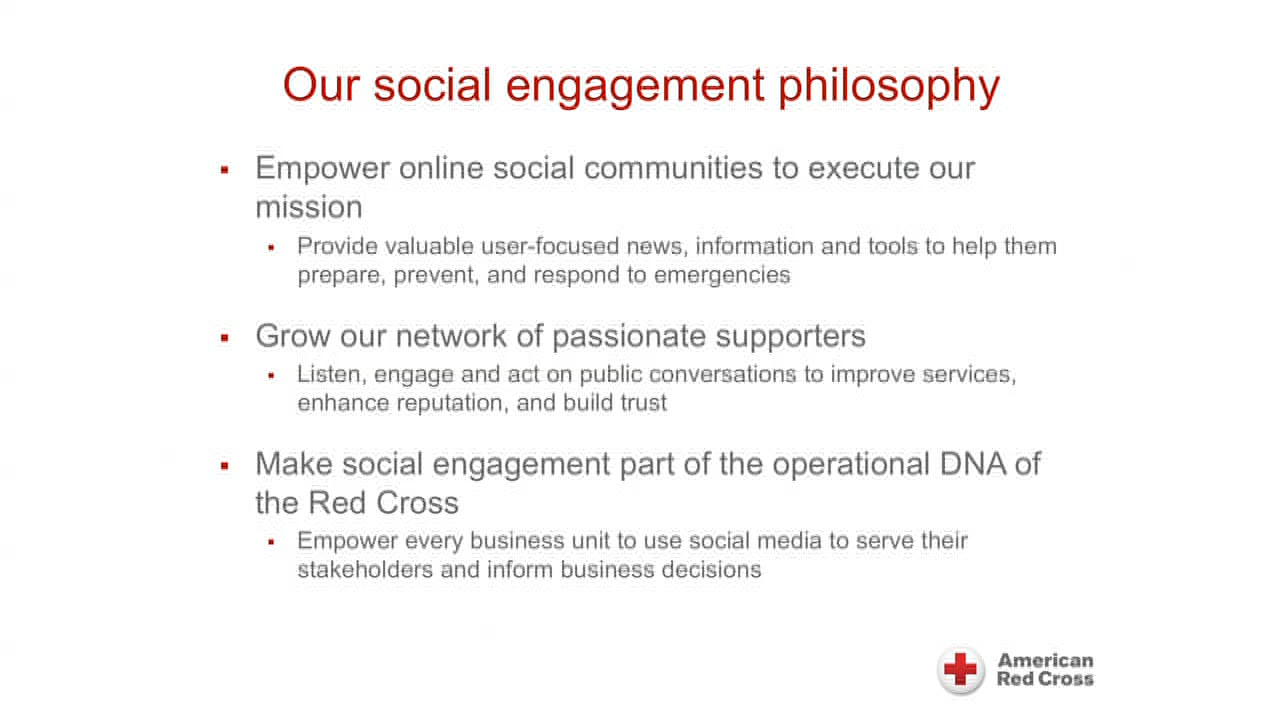 Our social engagement philosophy
Empower online social communities to execute our
mission
Provide valuable user-focused news, information and tools to help them
prepare, prevent, and respond to emergencies
Grow our network of passionate supporters
Listen, engage and act on public conversations to improve services,
enhance reputation, and build trust
Make social engagement part of the operational DNA of
the Red Cross
Empower every business unit to use social media to serve their
stakeholders and inform business decisions
American
Red Cross